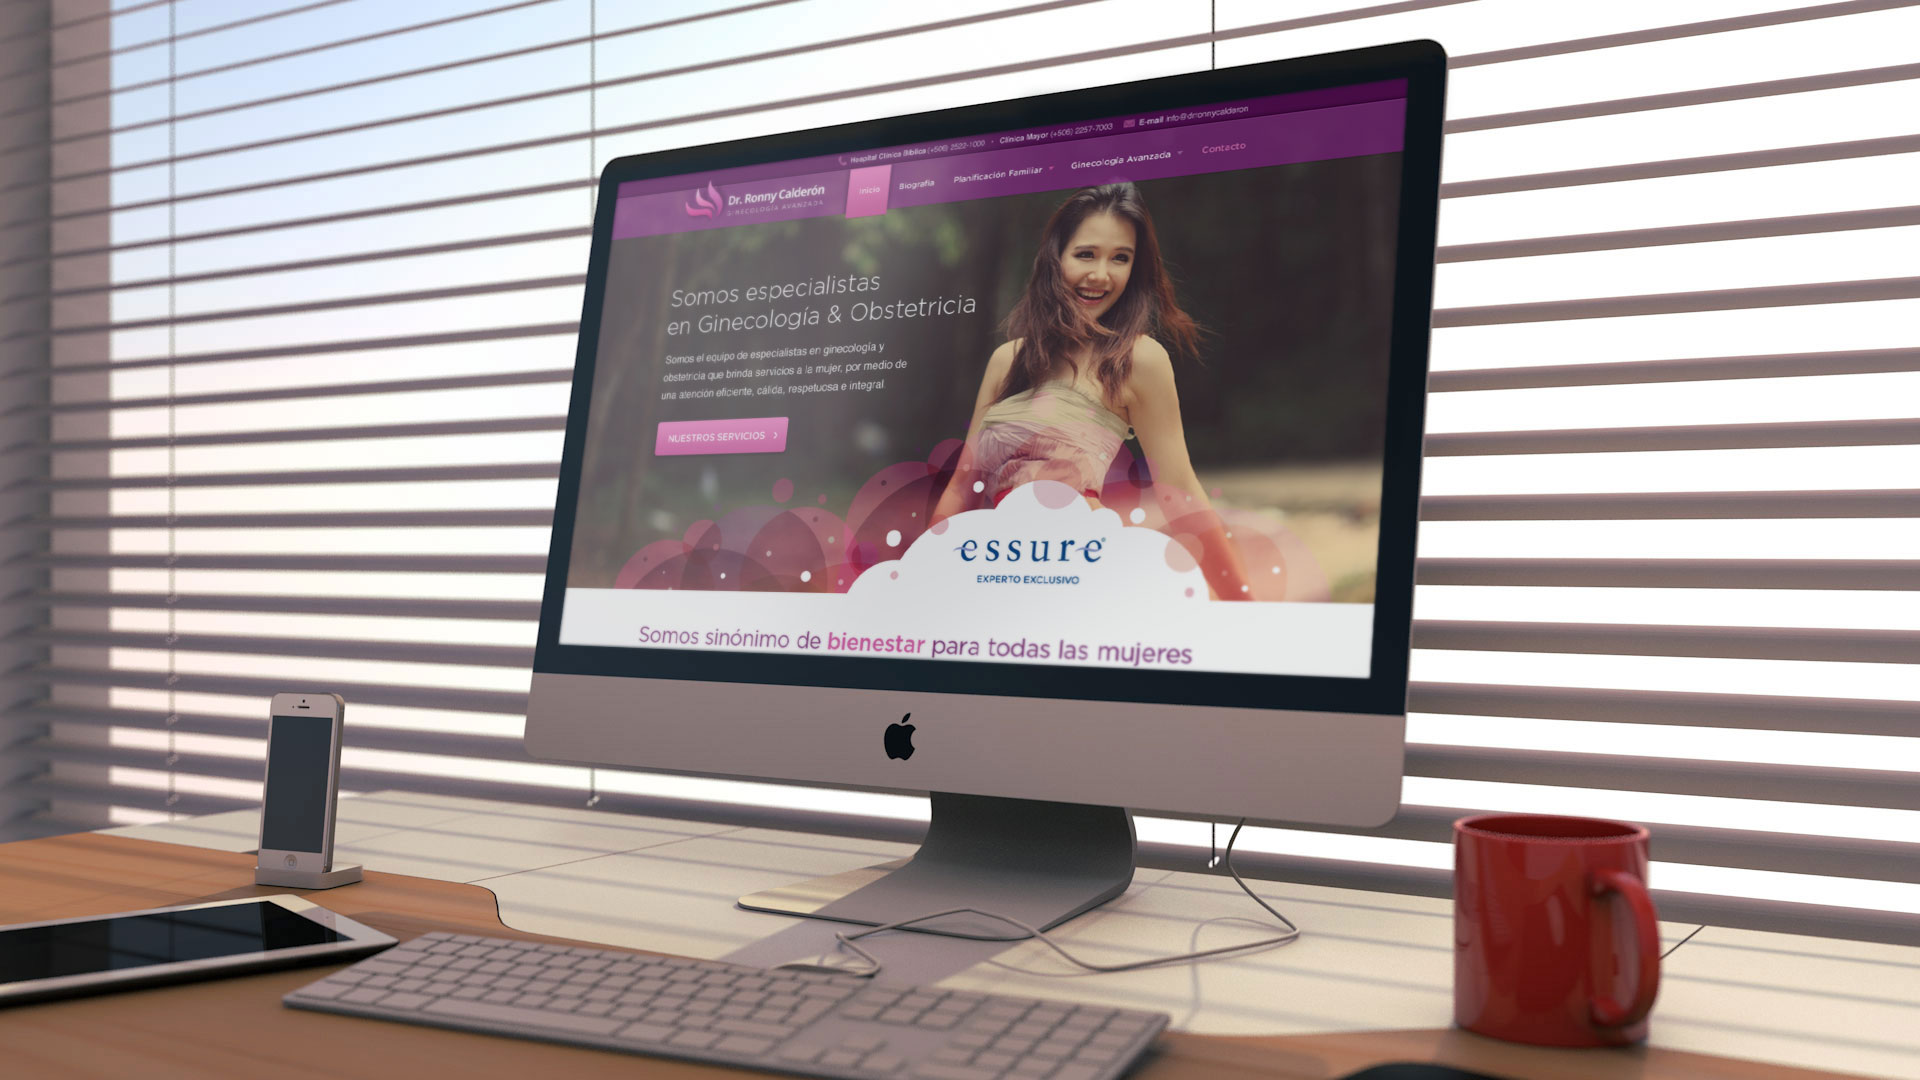 Hospital Clínica Bíblica (+506) 2522-1000 • Clínica Mayor (+506) 2257-7003 E-mail info@drronnycalderon
Dr. Ronny Calderón
GINECOLOGÍA AVANZADA
Inicio Biografía Planificación Familiar Ginecología Avanzada Contacto
Somos especialistas
en Ginecología & Obstetricia
Somos el equipo de especialistas en ginecología y
obstetricia que brinda servicios a la mujer, por medio de
una atención eficiente, cálida, respetuosa e integral
NUESTROS SERVICIOS ›
essure®
EXPERTO EXCLUSIVO
Somos sinónimo de bienestar para todas las mujeres